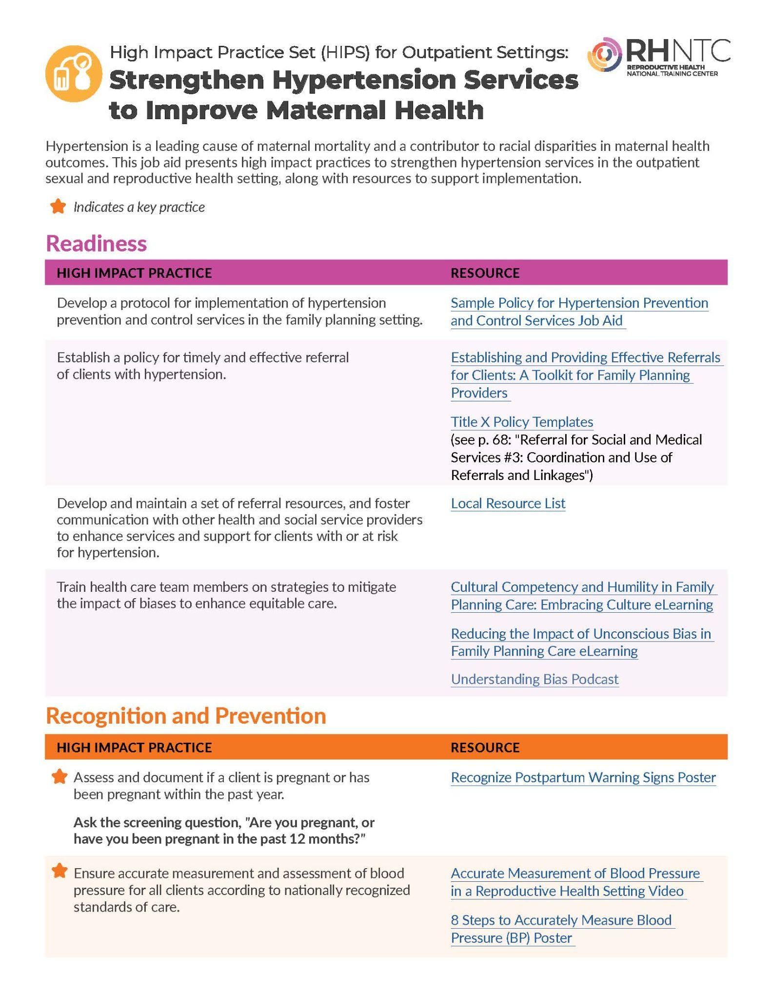 High Impact Practice Set (HIPS) for Outpatient Settings:
Strengthen Hypertension Services
to Improve Maternal Health
RHNTC
REPRODUCTIVE HEALTH
NATIONAL TRAINING CENTER
Hypertension is a leading cause of maternal mortality and a contributor to racial disparities in maternal health
outcomes. This job aid presents high impact practices to strengthen hypertension services in the outpatient
sexual and reproductive health setting, along with resources to support implementation.
Indicates a key practice
Readiness
HIGH IMPACT PRACTICE
RESOURCE
Develop a protocol for implementation of hypertension
prevention and control services in the family planning setting.
Sample Policy for Hypertension Prevention
and Control Services Job Aid
Establish a policy for timely and effective referral
of clients with hypertension.
Establishing and Providing Effective Referrals
for Clients: A Toolkit for Family Planning
Providers
Title X Policy Templates
(see p. 68: "Referral for Social and Medical
Services #3: Coordination and Use of
Referrals and Linkages")
Develop and maintain a set of referral resources, and foster
communication with other health and social service providers
to enhance services and support for clients with or at risk
for hypertension.
Local Resource List
Train health care team members on strategies to mitigate
the impact of biases to enhance equitable care.
Cultural Competency and Humility in Family
Planning Care: Embracing Culture eLearning
Reducing the Impact of Unconscious Bias in
Family Planning Care eLearning
Understanding Bias Podcast
Recognition and Prevention
HIGH IMPACT PRACTICE
RESOURCE
Assess and document if a client is pregnant or has
been pregnant within the past year.
Ask the screening question, "Are you pregnant, or
have you been pregnant in the past 12 months?"
Recognize Postpartum Warning Signs Poster
Ensure accurate measurement and assessment of blood
pressure for all clients according to nationally recognized
standards of care.
Accurate Measurement of Blood Pressure
in a Reproductive Health Setting Video
8 Steps to Accurately Measure Blood
Pressure (BP) Poster